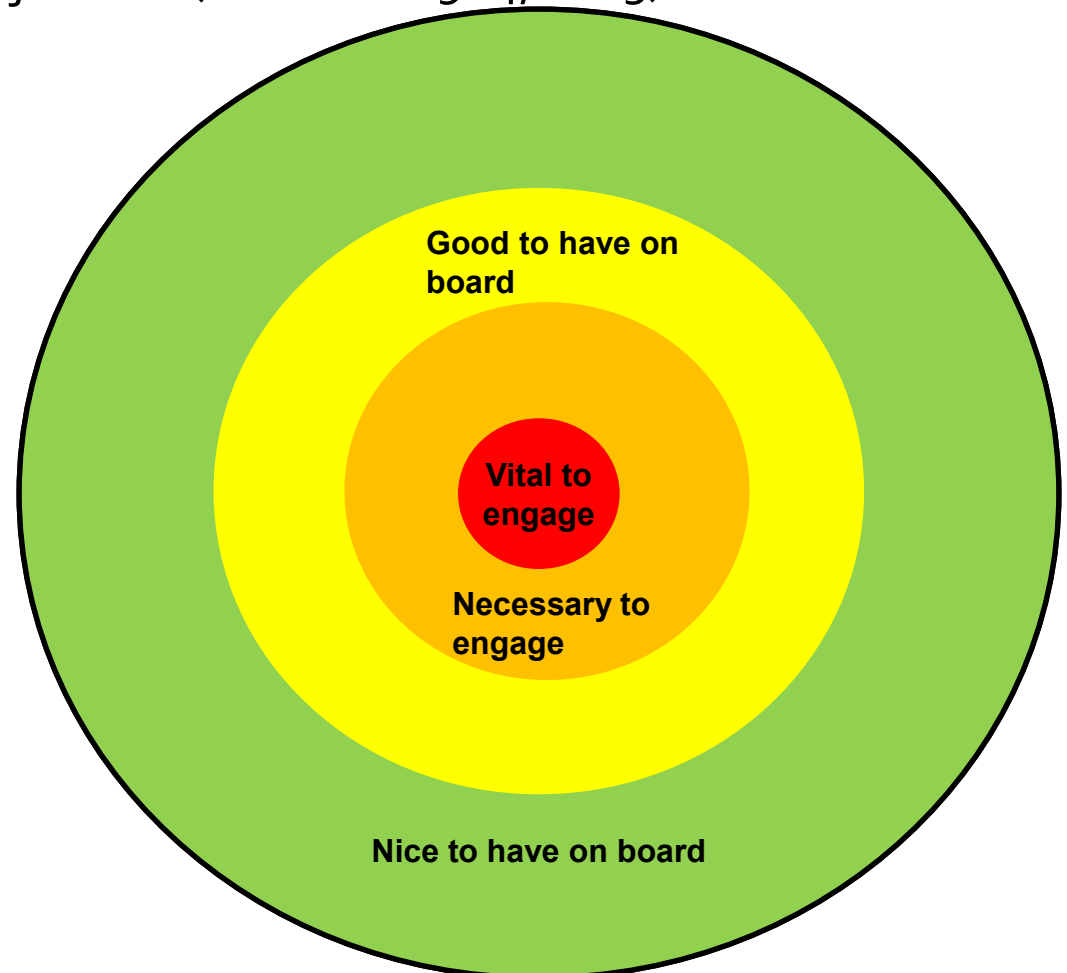 Good to have on
board
Vital to
engage
Necessary to
engage
Nice to have on board